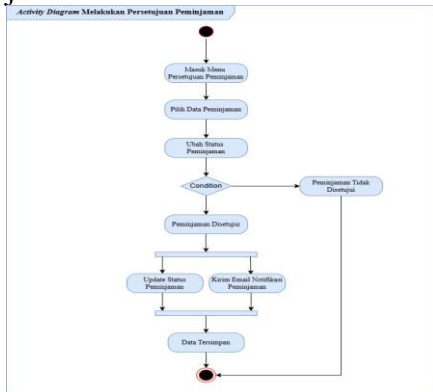 Activity Diagram Melakukan Persetujuan Peminjaman
Masuk Menu
Persetujuan Peminjaman
Pilih Data Peminjaman
Ubah Status
Peminjaman
Condition
Peminjaman Tidak
Disetujui
Peminjaman Disetujui
Update Status
Peminjaman
Kirim Email Notifikasi
Peminjaman
Data Tersimpan